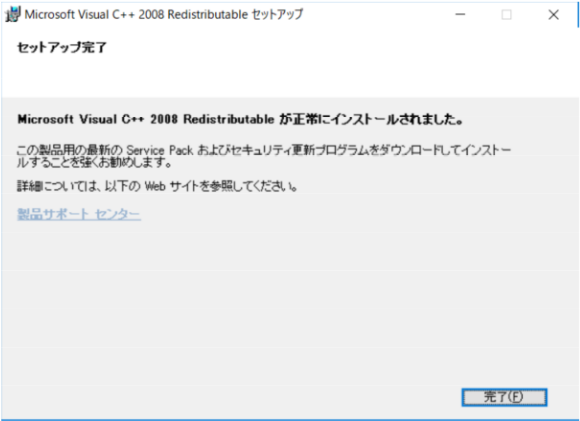 Microsoft Visual C++ 2008 Redistributable セットアップ
セットアップ完了
Microsoft Visual C++ 2008 Redistributable が正常にインストールされました。
この製品用の最新の Service Pack およびセキュリティ更新プログラムをダウンロードしてインストー
ルすることを強くお勧めします。
詳細については、以下の Web サイトを参照してください。
製品サポート センター
完了(F)